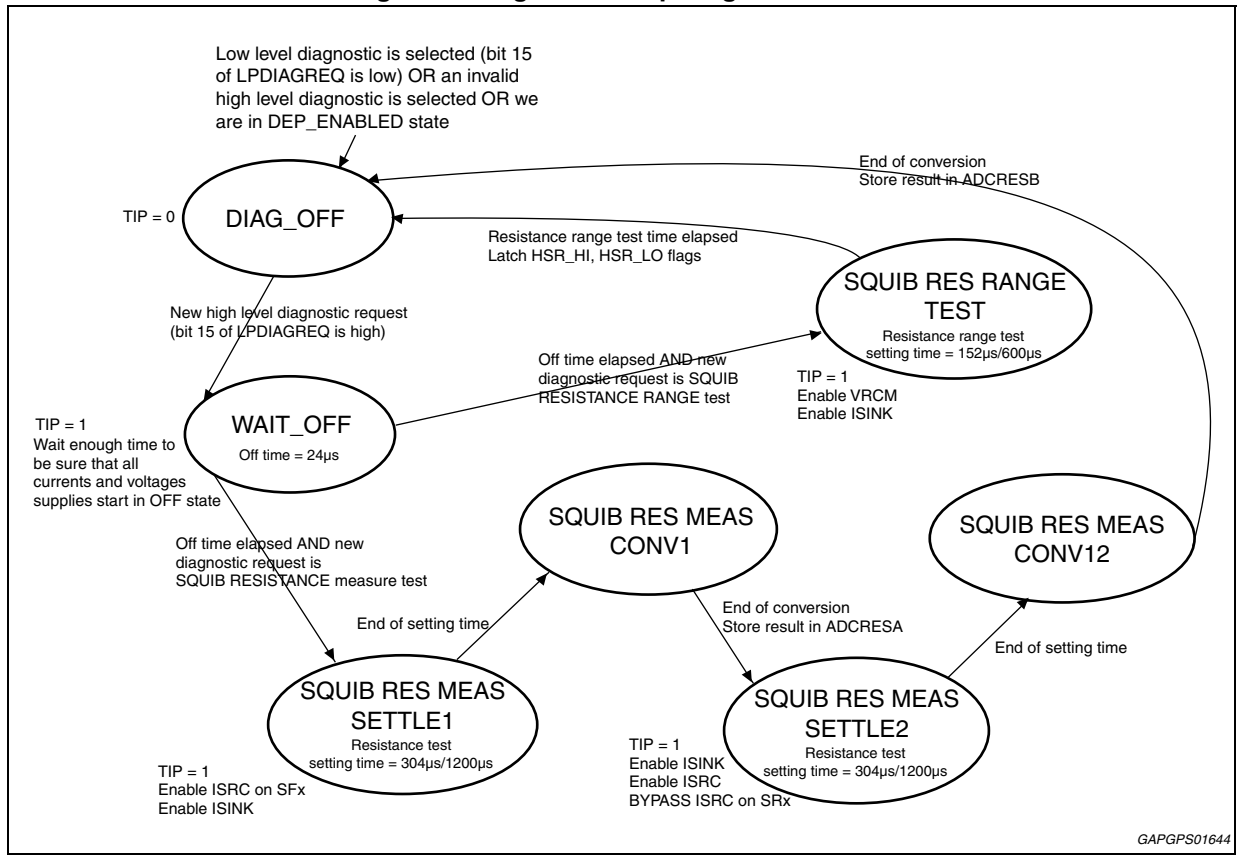 Low level diagnostic is selected (bit 15
of LPDIAGREQ is low) OR an invalid
high level diagnostic is selected OR we
are in DEP_ENABLED state
End of conversion
Store result in ADCRESB
TIP = 0
DIAG_OFF
Resistance range test time elapsed
Latch HSR_HI, HSR_LO flags
SQUIB RES RANGE
TEST
Resistance range test
setting time = 152µs/600µs
New high level diagnostic request
(bit 15 of LPDIAGREQ is high)
Off time elapsed AND new
diagnostic request is SQUIB
RESISTANCE RANGE test
TIP = 1
Enable VRCM
Enable ISINK
TIP = 1
Wait enough time to
be sure that all
currents and voltages
supplies start in OFF state
WAIT_OFF
Off time = 24µs
SQUIB RES MEAS
CONV1
SQUIB RES MEAS
CONV12
Off time elapsed AND new
diagnostic request is
SQUIB RESISTANCE measure test
End of setting time
End of conversion
Store result in ADCRESA
End of setting time
SQUIB RES MEAS
SETTLE1
Resistance test
setting time = 304µs/1200µs
TIP = 1
Enable ISRC on SFx
Enable ISINK
SQUIB RES MEAS
SETTLE2
Resistance test
setting time = 304µs/1200µs
TIP = 1
Enable ISINK
Enable ISRC
BYPASS ISRC on SRx
GAPGPS01644